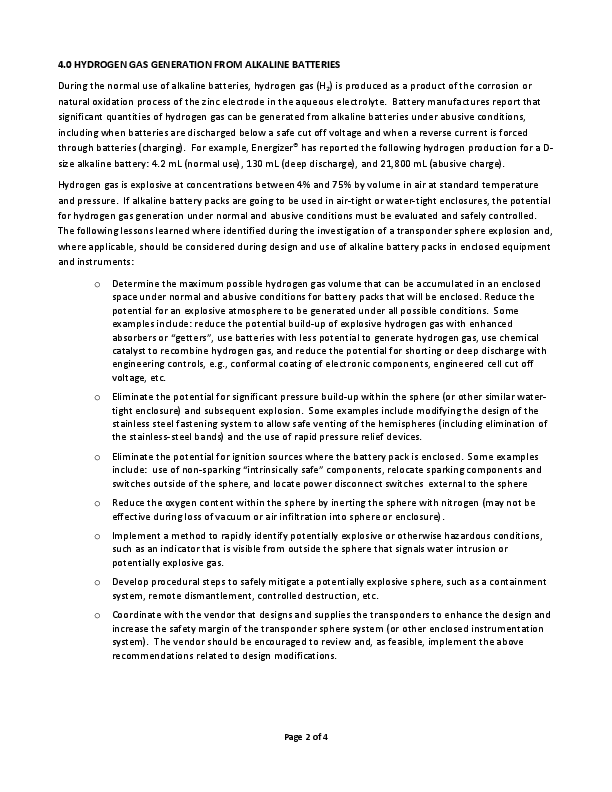 4.0 HYDROGEN GAS GENERATION FROM ALKALINE BATTERIES
During the normal use of alkaline batteries, hydrogen gas (H₂) is produced as a product of the corrosion or
natural oxidation process of the zinc electrode in the aqueous electrolyte. Battery manufactures report that
significant quantities of hydrogen gas can be generated from alkaline batteries under abusive conditions,
including when batteries are discharged below a safe cut off voltage and when a reverse current is forced
through batteries (charging). For example, Energizer® has reported the following hydrogen production for a D-
size alkaline battery: 4.2 mL (normal use), 130 mL (deep discharge), and 21,800 mL (abusive charge).
Hydrogen gas is explosive at concentrations between 4% and 75% by volume in air at standard temperature
and pressure. If alkaline battery packs are going to be used in air-tight or water-tight enclosures, the potential
for hydrogen gas generation under normal and abusive conditions must be evaluated and safely controlled.
The following lessons learned where identified during the investigation of a transponder sphere explosion and,
where applicable, should be considered during design and use of alkaline battery packs in enclosed equipment
and instruments:
o Determine the maximum possible hydrogen gas volume that can be accumulated in an enclosed
space under normal and abusive conditions for battery packs that will be enclosed. Reduce the
potential for an explosive atmosphere to be generated under all possible conditions. Some
examples include: reduce the potential build-up of explosive hydrogen gas with enhanced
absorbers or “getters”, use batteries with less potential to generate hydrogen gas, use chemical
catalyst to recombine hydrogen gas, and reduce the potential for shorting or deep discharge with
engineering controls, e.g., conformal coating of electronic components, engineered cell cut off
voltage, etc.
o Eliminate the potential for significant pressure build-up within the sphere (or other similar water-
tight enclosure) and subsequent explosion. Some examples include modifying the design of the
stainless steel fastening system to allow safe venting of the hemispheres (including elimination of
the stainless-steel bands) and the use of rapid pressure relief devices.
o Eliminate the potential for ignition sources where the battery pack is enclosed. Some examples
include: use of non-sparking “intrinsically safe” components, relocate sparking components and
switches outside of the sphere, and locate power disconnect switches external to the sphere
o Reduce the oxygen content within the sphere by inerting the sphere with nitrogen (may not be
effective during loss of vacuum or air infiltration into sphere or enclosure).
o Implement a method to rapidly identify potentially explosive or otherwise hazardous conditions,
such as an indicator that is visible from outside the sphere that signals water intrusion or
potentially explosive gas.
o Develop procedural steps to safely mitigate a potentially explosive sphere, such as a containment
system, remote dismantlement, controlled destruction, etc.
o Coordinate with the vendor that designs and supplies the transponders to enhance the design and
increase the safety margin of the transponder sphere system (or other enclosed instrumentation
system). The vendor should be encouraged to review and, as feasible, implement the above
recommendations related to design modifications.
Page 2 of 4